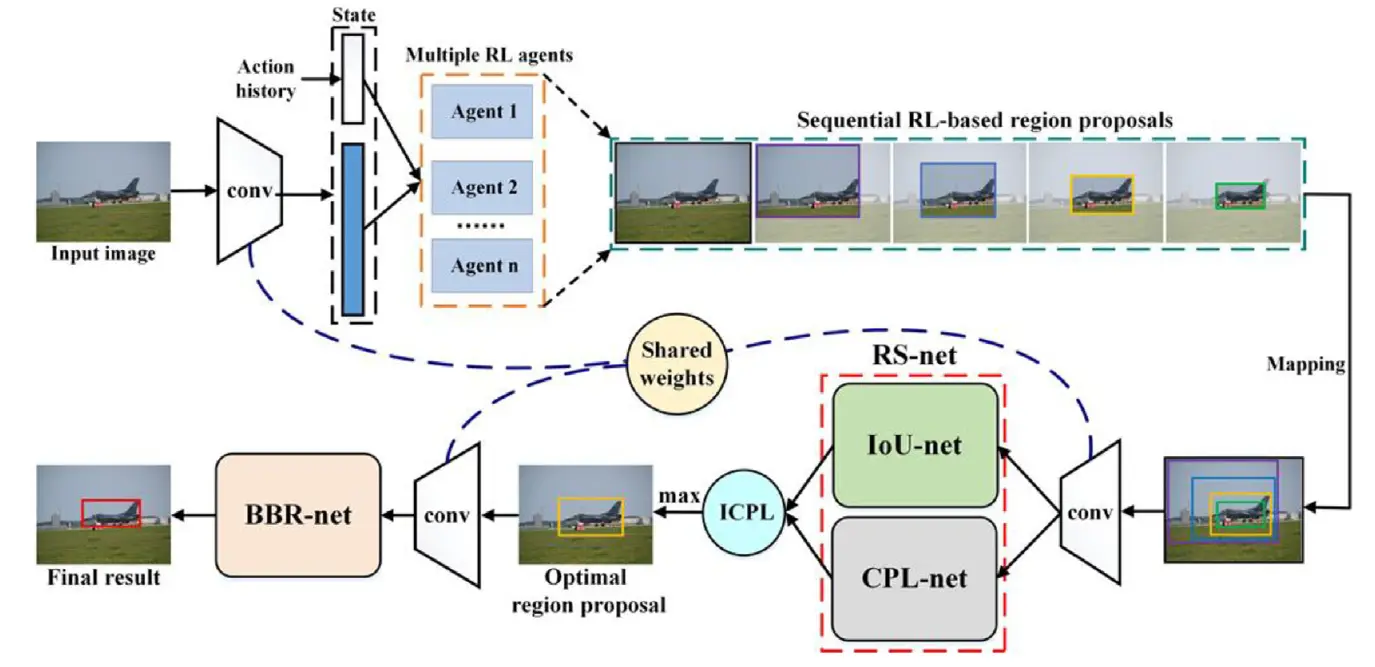 State
Action
history
Multiple RL agents
Agent 1
Agent 2
......
Agent n
Sequential RL-based region proposals
conv
Input image
Shared
weights
RS-net
Mapping
IoU-net
CPL-net
conv
ICPL
max
Optimal
region proposal
conv
BBR-net
Final result